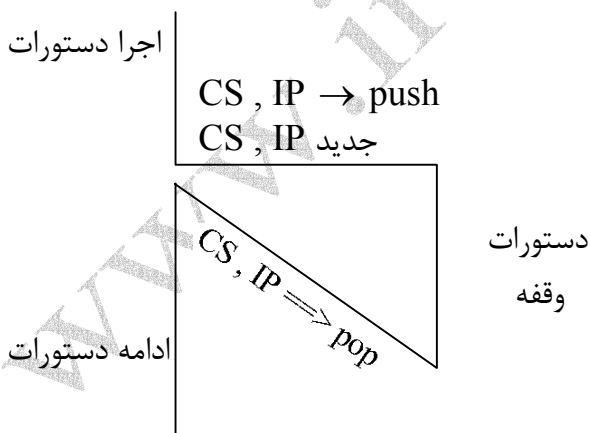 اجرا دستورات
CS , IP → push
CS , IP جدید
دستورات
وقفه
CS , IP ⟹ pop
ادامه دستورات